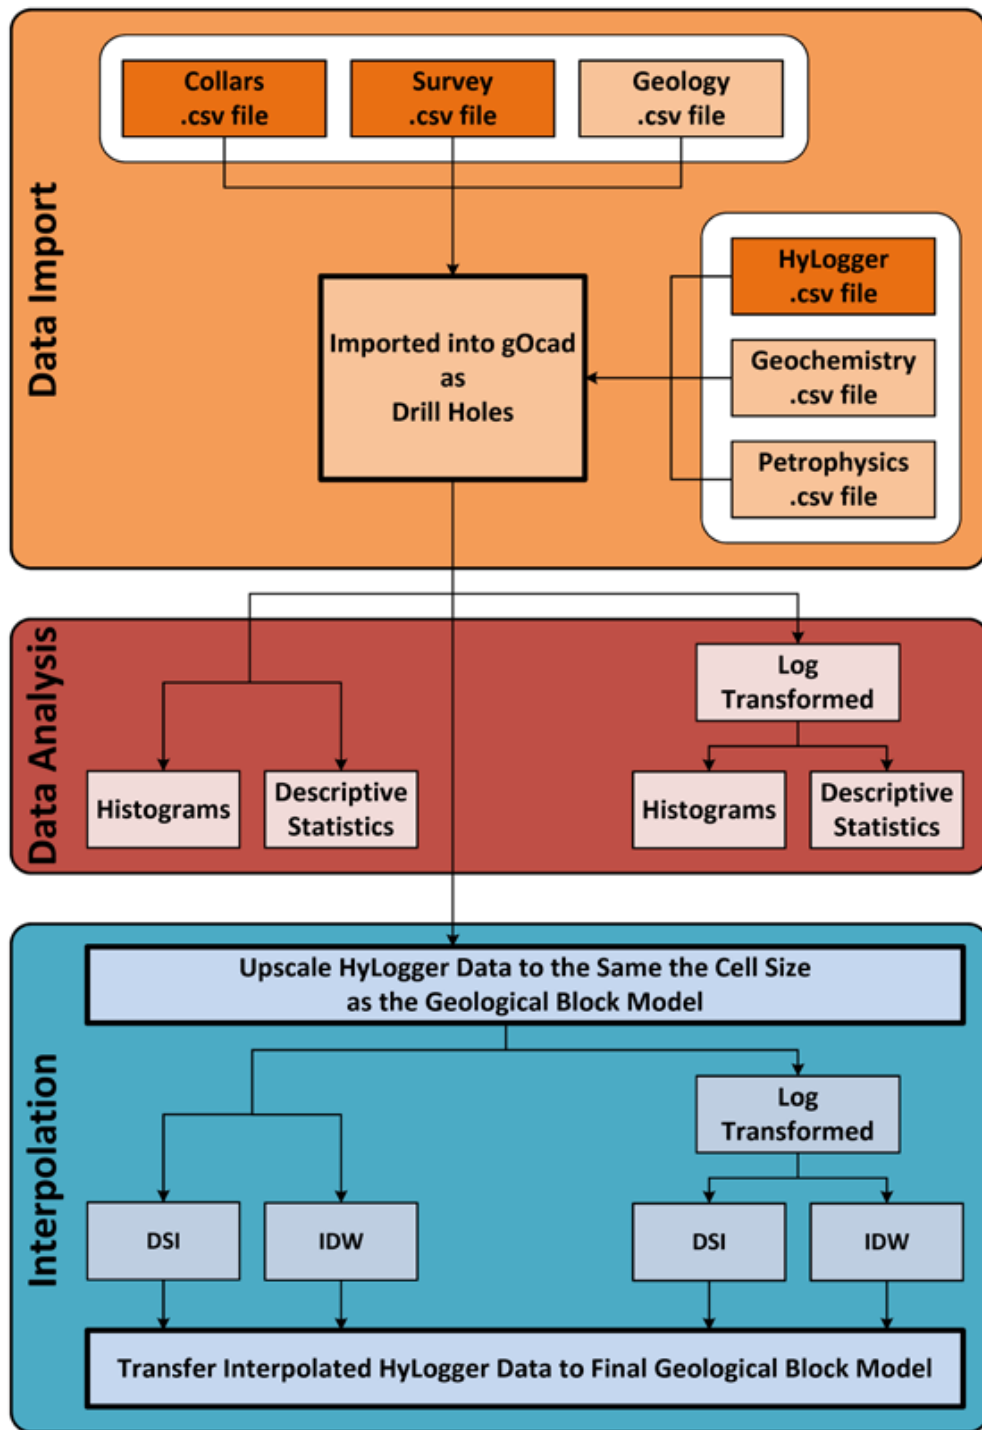 Data Import
Collars
.csv file
Survey
.csv file
Geology
.csv file
Imported into gOcad
as
Drill Holes
HyLogger
.csv file
Geochemistry
.csv file
Petrophysics
.csv file
Data Analysis
Histograms
Descriptive
Statistics
Log
Transformed
Histograms
Descriptive
Statistics
Interpolation
Upscale HyLogger Data to the Same the Cell Size
as the Geological Block Model
DSI
IDW
Log
Transformed
DSI
IDW
Transfer Interpolated HyLogger Data to Final Geological Block Model